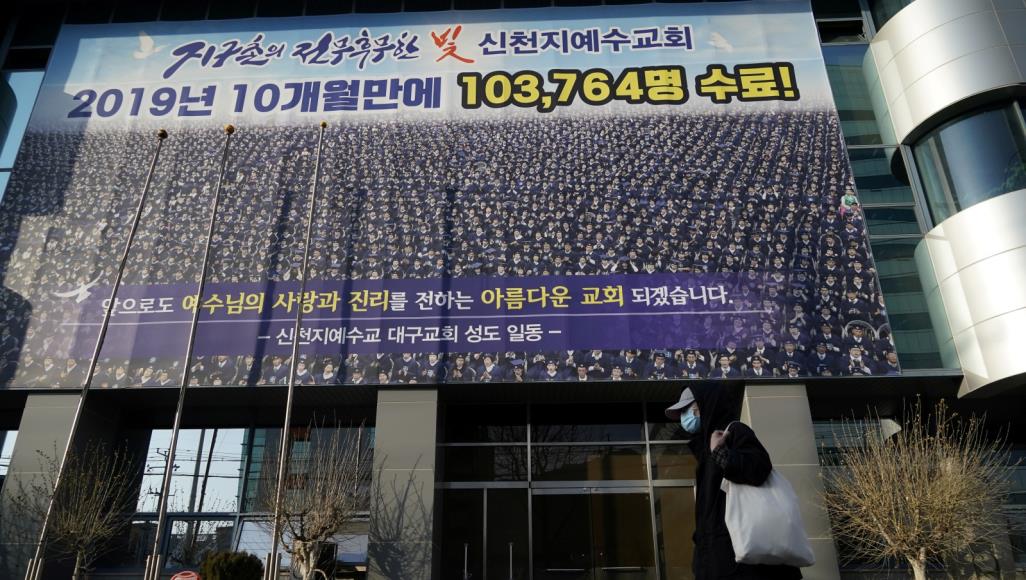 지구촌의 전무후무한 빛 신천지예수교회
2019년 10개월만에 103,764명 수료!
앞으로도 예수님의 사랑과 진리를 전하는 아름다운 교회 되겠습니다.
– 신천지예수교 대구교회 성도 일동 –